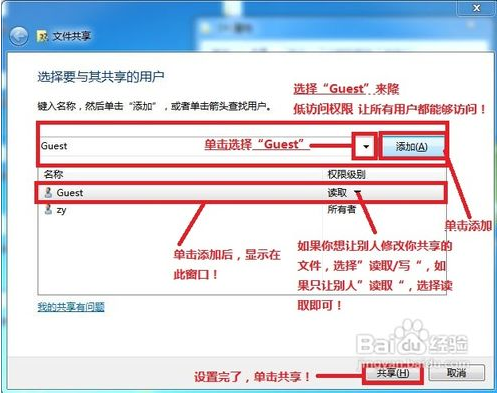 文件共享
选择要与其共享的用户
键入名称，然后单击“添加”，或者单击箭头查找用户。
选择“Guest”来降
低访问权限 让所有用户都能够访问！
Guest
单击选择“Guest”
添加(A)
名称
权限级别
Guest
读取
zy
所有者
单击添加
单击添加后，显示在
此窗口！
如果你想让别人修改你共享的
文件，选择”读取/写“，如
果只让别人”读取“，选择读
取即可！
我的共享有问题
Baidu经验
jingyan.baidu.com
设置完了，单击共享！
共享(H)
取消